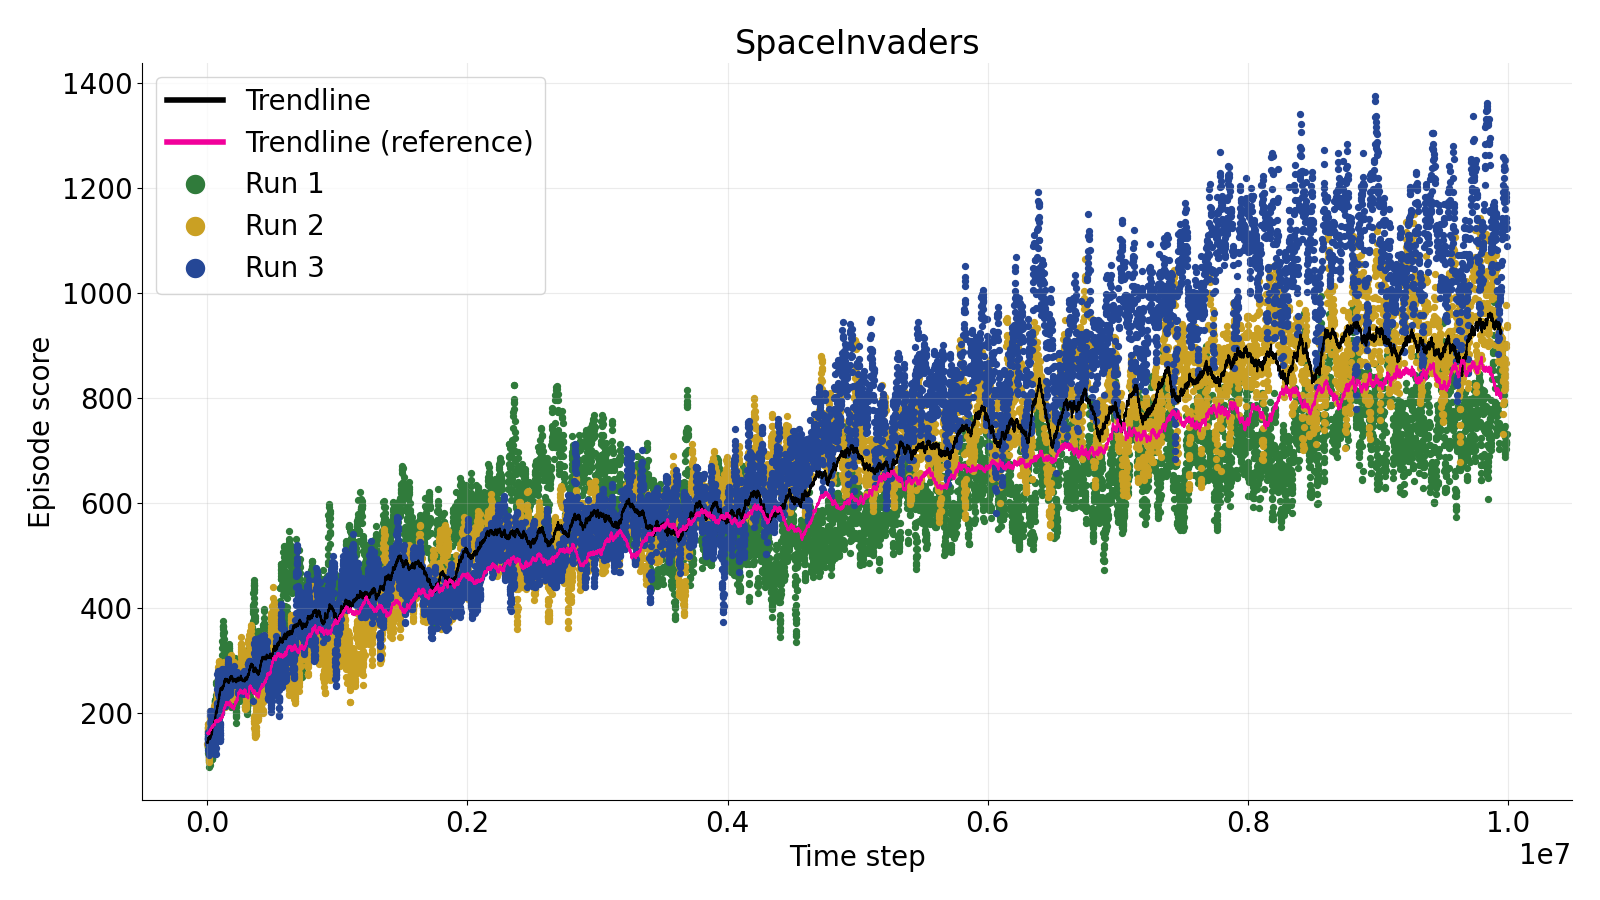 SpaceInvaders
1400
1200
1000
800
600
400
200
Episode score
Trendline
Trendline (reference)
Run 1
Run 2
Run 3
0.0 0.2 0.4 0.6 0.8 1.0
1e7
Time step